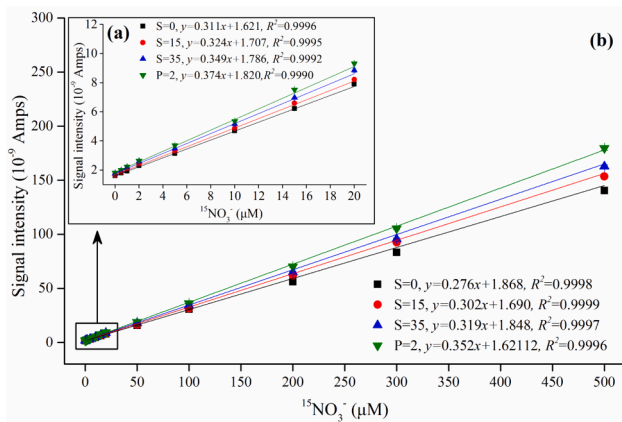 300
250
200
150
100
50
0
Signal intensity (10⁻⁹ Amps)
12
10
8
6
4
2
Signal intensity (10⁻⁹ Amps)
(a)
S=0, y=0.311x+1.621, R²=0.9996
S=15, y=0.324x+1.707, R²=0.9995
S=35, y=0.349x+1.786, R²=0.9992
P=2, y=0.374x+1.820,R²=0.9990
0 2 4 6 8 10 12 14 16 18 20
¹⁵NO₃⁻ (μM)
(b)
S=0, y=0.276x+1.868, R²=0.9998
S=15, y=0.302x+1.690, R²=0.9999
S=35, y=0.319x+1.848, R²=0.9997
P=2, y=0.352x+1.62112, R²=0.9996
0 50 100 150 200 250 300 350 400 450 500
¹⁵NO₃⁻ (μM)